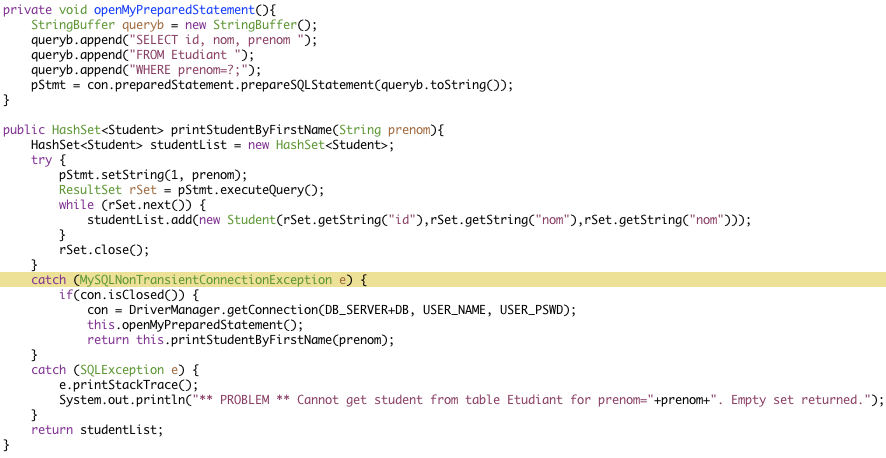 private void openMyPreparedStatement(){
    StringBuffer queryb = new StringBuffer();
    queryb.append("SELECT id, nom, prenom ");
    queryb.append("FROM Etudiant ");
    queryb.append("WHERE prenom=?;");
    pStmt = con.preparedStatement.prepareSQLStatement(queryb.toString());
}
public HashSet<Student> printStudentByFirstName(String prenom){
    HashSet<Student> studentList = new HashSet<Student>;
    try {
        pStmt.setString(1, prenom);
        ResultSet rSet = pStmt.executeQuery();
        while (rSet.next()) {
            studentList.add(new Student(rSet.getString("id"),rSet.getString("nom"),rSet.getString("nom")));
        }
        rSet.close();
    }
    catch (MySQLNonTransientConnectionException e) {
        if(con.isClosed()) {
            con = DriverManager.getConnection(DB_SERVER+DB, USER_NAME, USER_PSWD);
            this.openMyPreparedStatement();
            return this.printStudentByFirstName(prenom);
    }
    catch (SQLException e) {
        e.printStackTrace();
        System.out.println("** PROBLEM ** Cannot get student from table Etudiant for prenom="+prenom+". Empty set returned.");
    }
    return studentList;
}